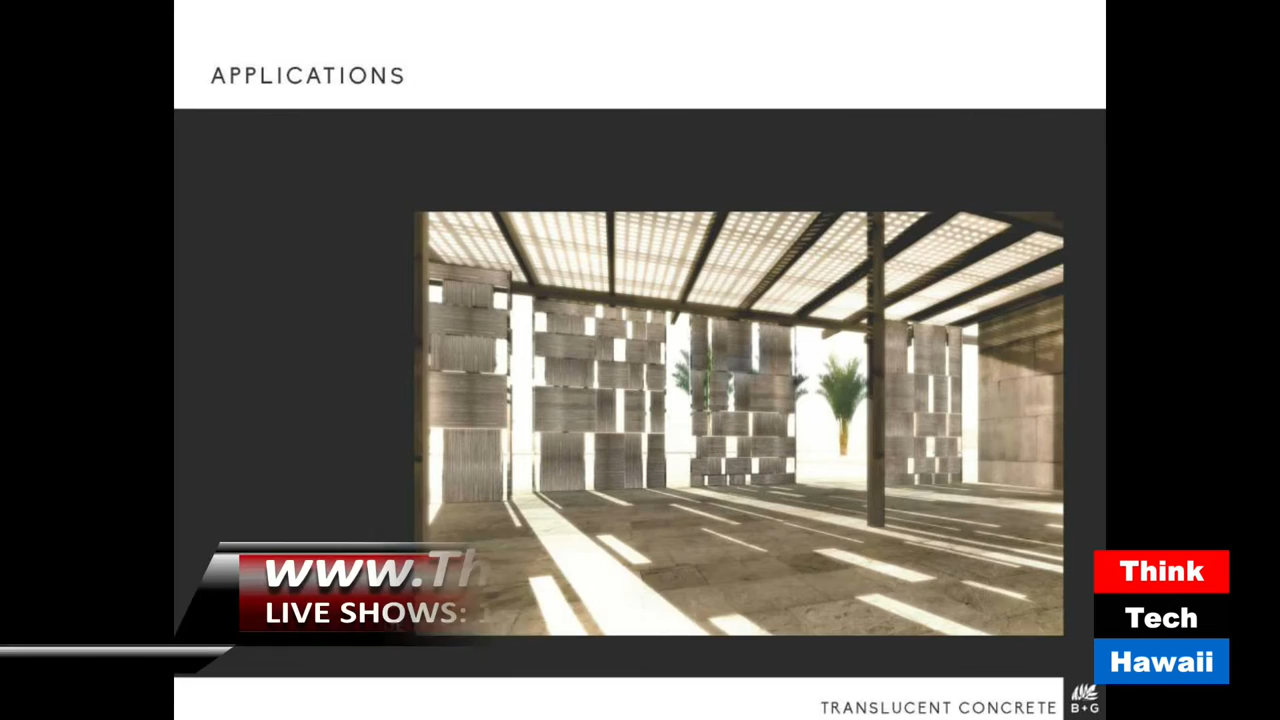 APPLICATIONS
www.Th
LIVE SHOWS:
Think
Tech
Hawaii
TRANSLUCENT CONCRETE
B+G